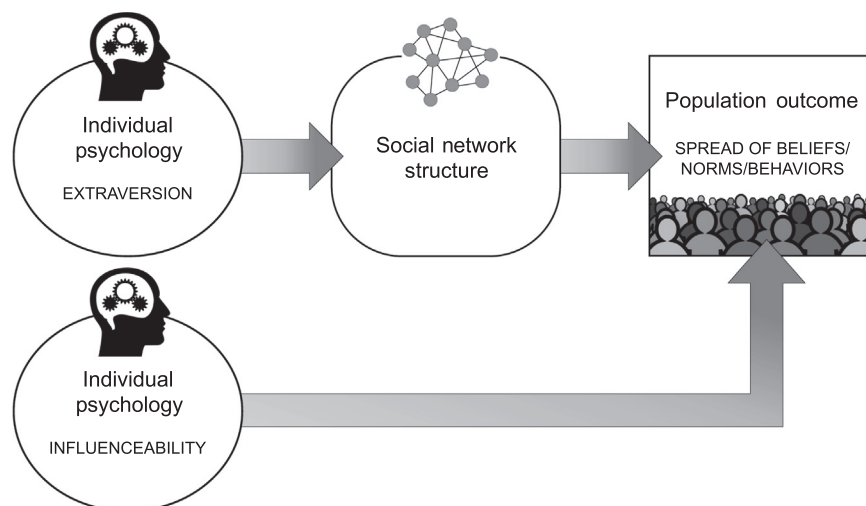 Individual
psychology
EXTRAVERSION
Social network
structure
Population outcome
SPREAD OF BELIEFS/
NORMS/BEHAVIORS
Individual
psychology
INFLUENCEABILITY